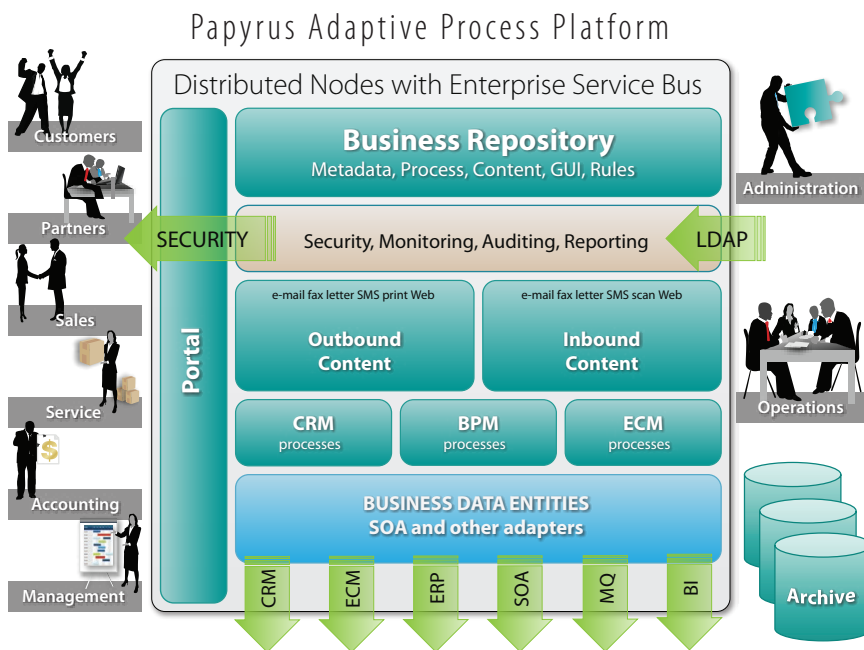 Papyrus Adaptive Process Platform
Distributed Nodes with Enterprise Service Bus
Customers
Partners
Sales
Service
Accounting
Management
Portal
Business Repository
Metadata, Process, Content, GUI, Rules
SECURITY
Security, Monitoring, Auditing, Reporting
LDAP
e-mail fax letter SMS print Web
Outbound
Content
e-mail fax letter SMS scan Web
Inbound
Content
CRM
processes
BPM
processes
ECM
processes
BUSINESS DATA ENTITIES
SOA and other adapters
CRM
ECM
ERP
SOA
MQ
BI
Administration
Operations
Archive
$